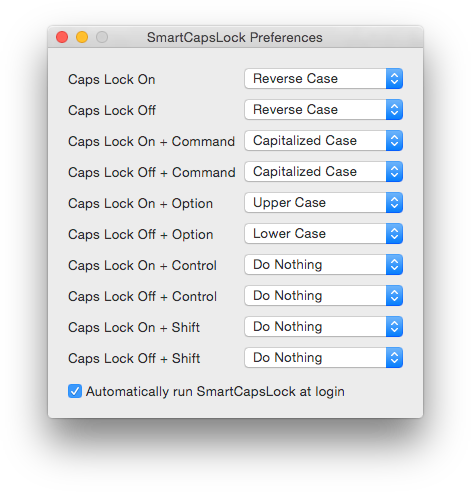 SmartCapsLock Preferences
Caps Lock On Reverse Case
Caps Lock Off Reverse Case
Caps Lock On + Command Capitalized Case
Caps Lock Off + Command Capitalized Case
Caps Lock On + Option Upper Case
Caps Lock Off + Option Lower Case
Caps Lock On + Control Do Nothing
Caps Lock Off + Control Do Nothing
Caps Lock On + Shift Do Nothing
Caps Lock Off + Shift Do Nothing
Automatically run SmartCapsLock at login